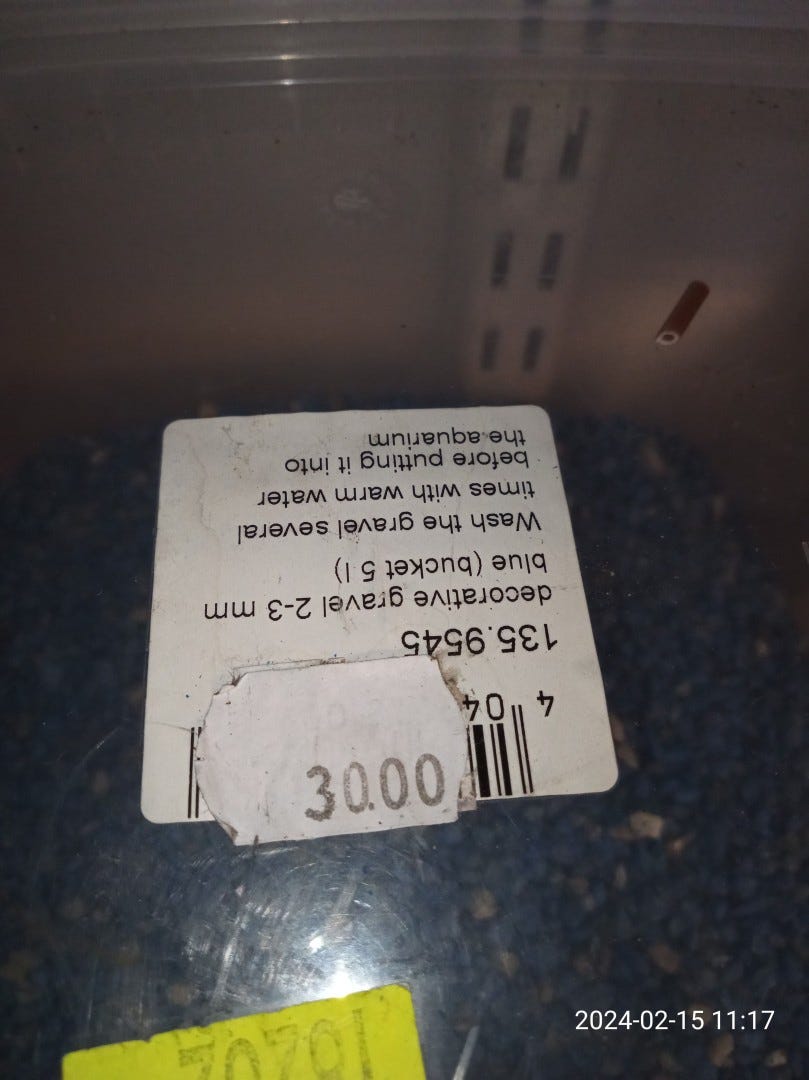 4 04
135.9545
decorative gravel 2-3 mm
blue (bucket 5 l)
Wash the gravel several
times with warm water
before putting it into
the aquarium
30.00
2024-02-15 11:17